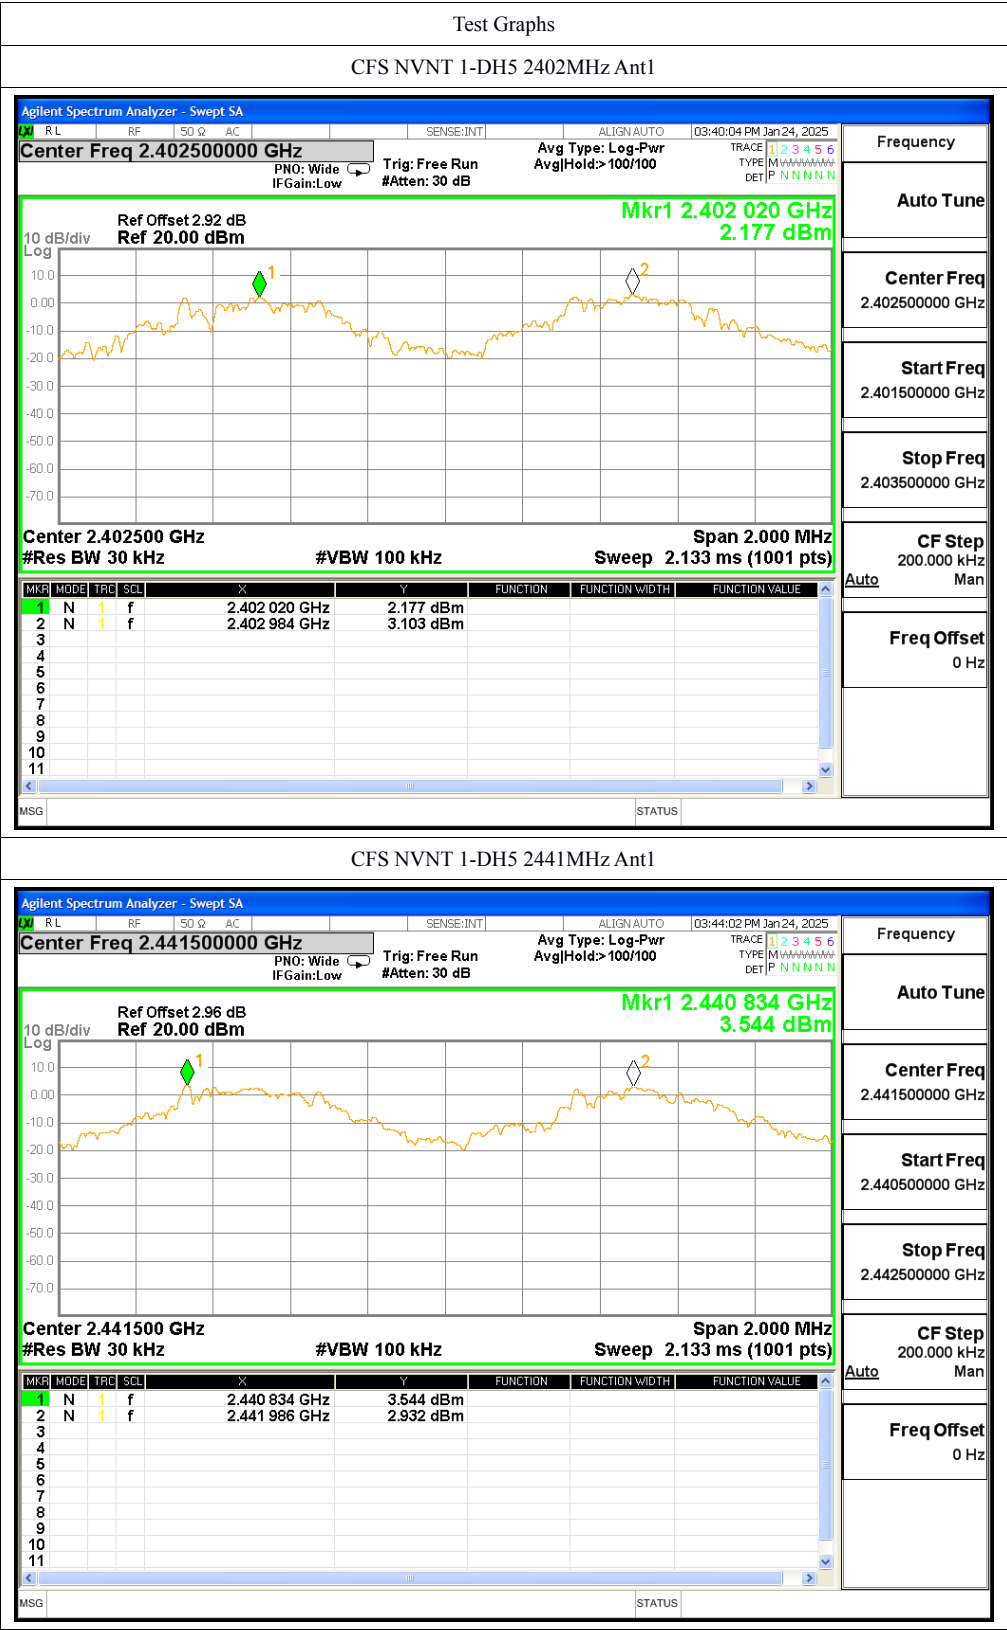 Test Graphs
CFS NVNT 1-DH5 2402MHz Ant1
Agilent Spectrum Analyzer - Swept SA
LXI RL RF 50 Ω AC SENSE:INT ALIGN AUTO 03:40:04 PM Jan 24, 2025
Center Freq 2.402500000 GHz
PNO: Wide
IFGain:Low
Trig: Free Run
#Atten: 30 dB
Avg Type: Log-Pwr
Avg|Hold:>100/100
TRACE 1 2 3 4 5 6
TYPE M WWWWW
DET P N N N N N
Mkr1 2.402 020 GHz
2.177 dBm
Ref Offset 2.92 dB
10 dB/div Ref 20.00 dBm
Log
1
2
10.0
0.00
-10.0
-20.0
-30.0
-40.0
-50.0
-60.0
-70.0
Center 2.402500 GHz Span 2.000 MHz
#Res BW 30 kHz #VBW 100 kHz Sweep 2.133 ms (1001 pts)
MKR MODE TRC SCL X Y FUNCTION FUNCTION WIDTH FUNCTION VALUE
1 N 1 f 2.402 020 GHz 2.177 dBm
2 N 1 f 2.402 984 GHz 3.103 dBm
3
4
5
6
7
8
9
10
11
MSG STATUS
Frequency
Auto Tune
Center Freq
2.402500000 GHz
Start Freq
2.401500000 GHz
Stop Freq
2.403500000 GHz
CF Step
200.000 kHz
Auto Man
Freq Offset
0 Hz
CFS NVNT 1-DH5 2441MHz Ant1
Agilent Spectrum Analyzer - Swept SA
LXI RL RF 50 Ω AC SENSE:INT ALIGN AUTO 03:44:02 PM Jan 24, 2025
Center Freq 2.441500000 GHz
PNO: Wide
IFGain:Low
Trig: Free Run
#Atten: 30 dB
Avg Type: Log-Pwr
Avg|Hold:>100/100
TRACE 1 2 3 4 5 6
TYPE M WWWWW
DET P N N N N N
Mkr1 2.440 834 GHz
3.544 dBm
Ref Offset 2.96 dB
10 dB/div Ref 20.00 dBm
Log
1
2
10.0
0.00
-10.0
-20.0
-30.0
-40.0
-50.0
-60.0
-70.0
Center 2.441500 GHz Span 2.000 MHz
#Res BW 30 kHz #VBW 100 kHz Sweep 2.133 ms (1001 pts)
MKR MODE TRC SCL X Y FUNCTION FUNCTION WIDTH FUNCTION VALUE
1 N 1 f 2.440 834 GHz 3.544 dBm
2 N 1 f 2.441 986 GHz 2.932 dBm
3
4
5
6
7
8
9
10
11
MSG STATUS
Frequency
Auto Tune
Center Freq
2.441500000 GHz
Start Freq
2.440500000 GHz
Stop Freq
2.442500000 GHz
CF Step
200.000 kHz
Auto Man
Freq Offset
0 Hz